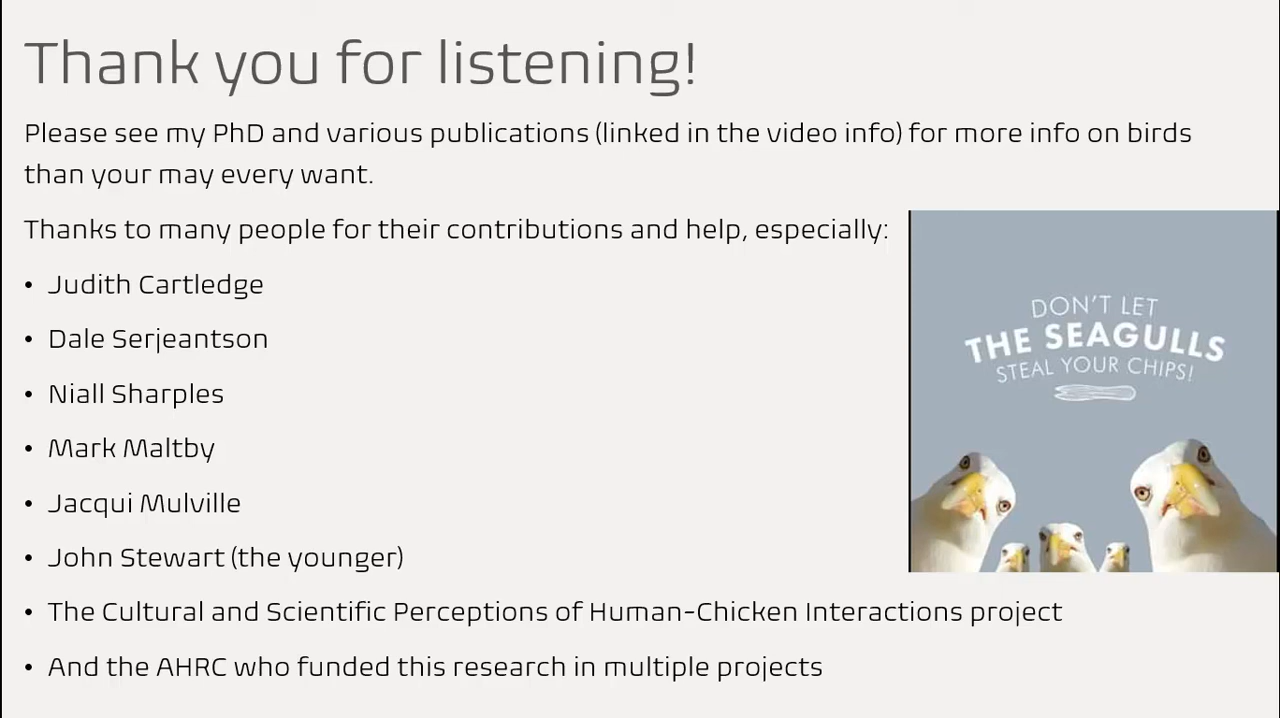 Thank you for listening!
Please see my PhD and various publications (linked in the video info) for more info on birds
than your may every want.
Thanks to many people for their contributions and help, especially:
• Judith Cartledge
• Dale Serjeantson
• Niall Sharples
• Mark Maltby
• Jacqui Mulville
• John Stewart (the younger)
• The Cultural and Scientific Perceptions of Human-Chicken Interactions project
• And the AHRC who funded this research in multiple projects
DON'T LET
THE SEAGULLS
STEAL YOUR CHIPS!